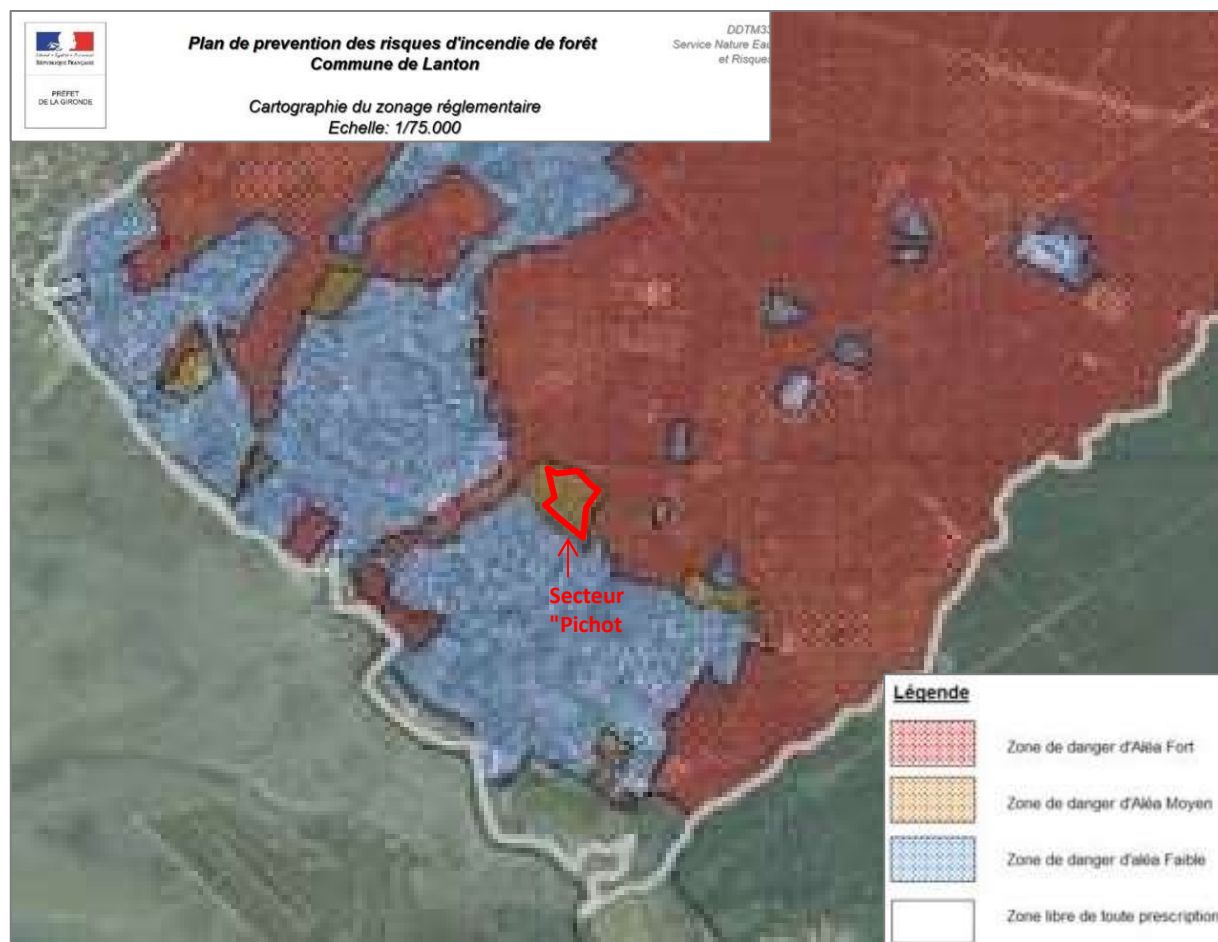 RÉPUBLIQUE FRANÇAISE
PRÉFET
DE LA GIRONDE
Plan de prevention des risques d'incendie de forêt
Commune de Lanton
Cartographie du zonage réglementaire
Echelle: 1/75.000
DDTM33
Service Nature Eau
et Risque
Secteur
"Pichot
Légende
Zone de danger d'Aléa Fort
Zone de danger d'Aléa Moyen
Zone de danger d'aléa Faible
Zone libre de toute prescription